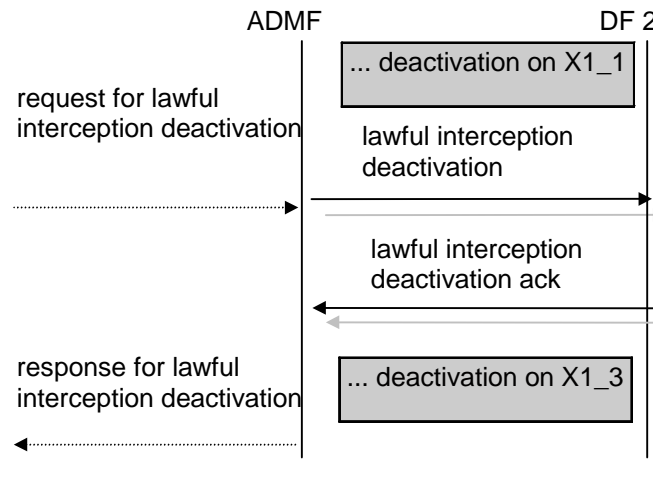 ADMF
DF 2
... deactivation on X1_1
request for lawful
interception deactivation
lawful interception
deactivation
lawful interception
deactivation ack
response for lawful
interception deactivation
... deactivation on X1_3